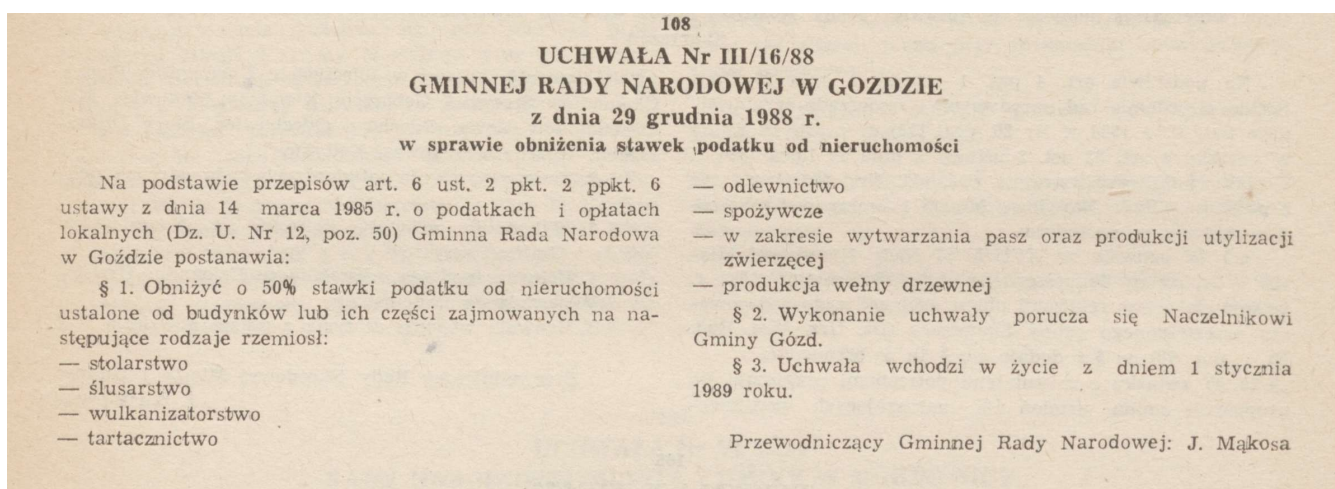 108
UCHWAŁA Nr III/16/88
GMINNEJ RADY NARODOWEJ W GOZDZIE
z dnia 29 grudnia 1988 r.
w sprawie obniżenia stawek podatku od nieruchomości
Na podstawie przepisów art. 6 ust. 2 pkt. 2 ppkt. 6
ustawy z dnia 14 marca 1985 r. o podatkach i opłatach
lokalnych (Dz. U. Nr 12, poz. 50) Gminna Rada Narodowa
w Goździe postanawia:
§ 1. Obniżyć o 50% stawki podatku od nieruchomości
ustalone od budynków lub ich części zajmowanych na na-
stępujące rodzaje rzemiosł:
— stolarstwo
— ślusarstwo
— wulkanizatorstwo
— tartacznictwo
— odlewnictwo
— spożywcze
— w zakresie wytwarzania pasz oraz produkcji utylizacji
zwierzęcej
— produkcja wełny drzewnej
§ 2. Wykonanie uchwały porucza się Naczelnikowi
Gminy Gózd.
§ 3. Uchwała wchodzi w życie z dniem 1 stycznia
1989 roku.
Przewodniczący Gminnej Rady Narodowej: J. Mąkosa